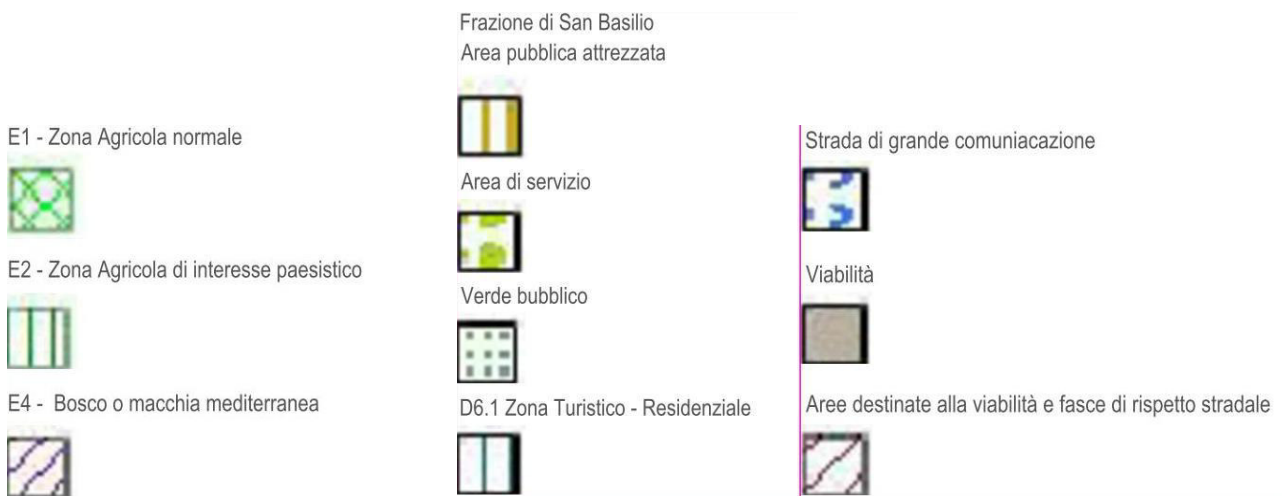 E1 - Zona Agricola normale
E2 - Zona Agricola di interesse paesistico
E4 - Bosco o macchia mediterranea
Frazione di San Basilio
Area pubblica attrezzata
Area di servizio
Verde bubblico
D6.1 Zona Turistico - Residenziale
Strada di grande comuniacazione
Viabilità
Aree destinate alla viabilità e fasce di rispetto stradale